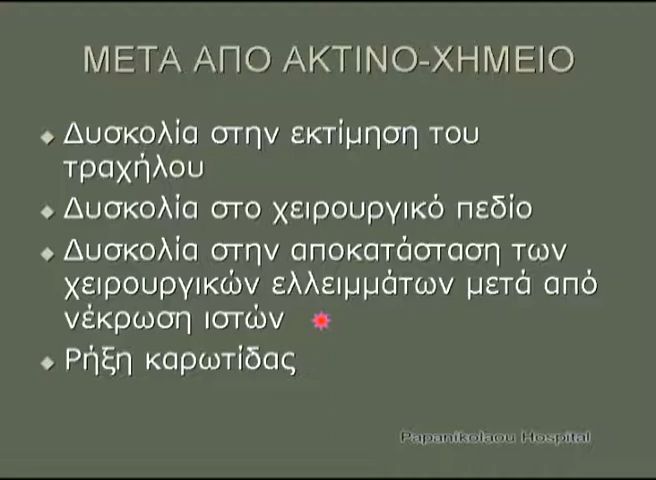 ΜΕΤΑ ΑΠΟ ΑΚΤΙΝΟ-ΧΗΜΕΙΟ
Δυσκολία στην εκτίμηση του
τραχήλου
Δυσκολία στο χειρουργικό πεδίο
Δυσκολία στην αποκατάσταση των
χειρουργικών ελλειμμάτων μετά από
νέκρωση ιστών
Ρήξη καρωτίδας
Papanikolaou Hospital